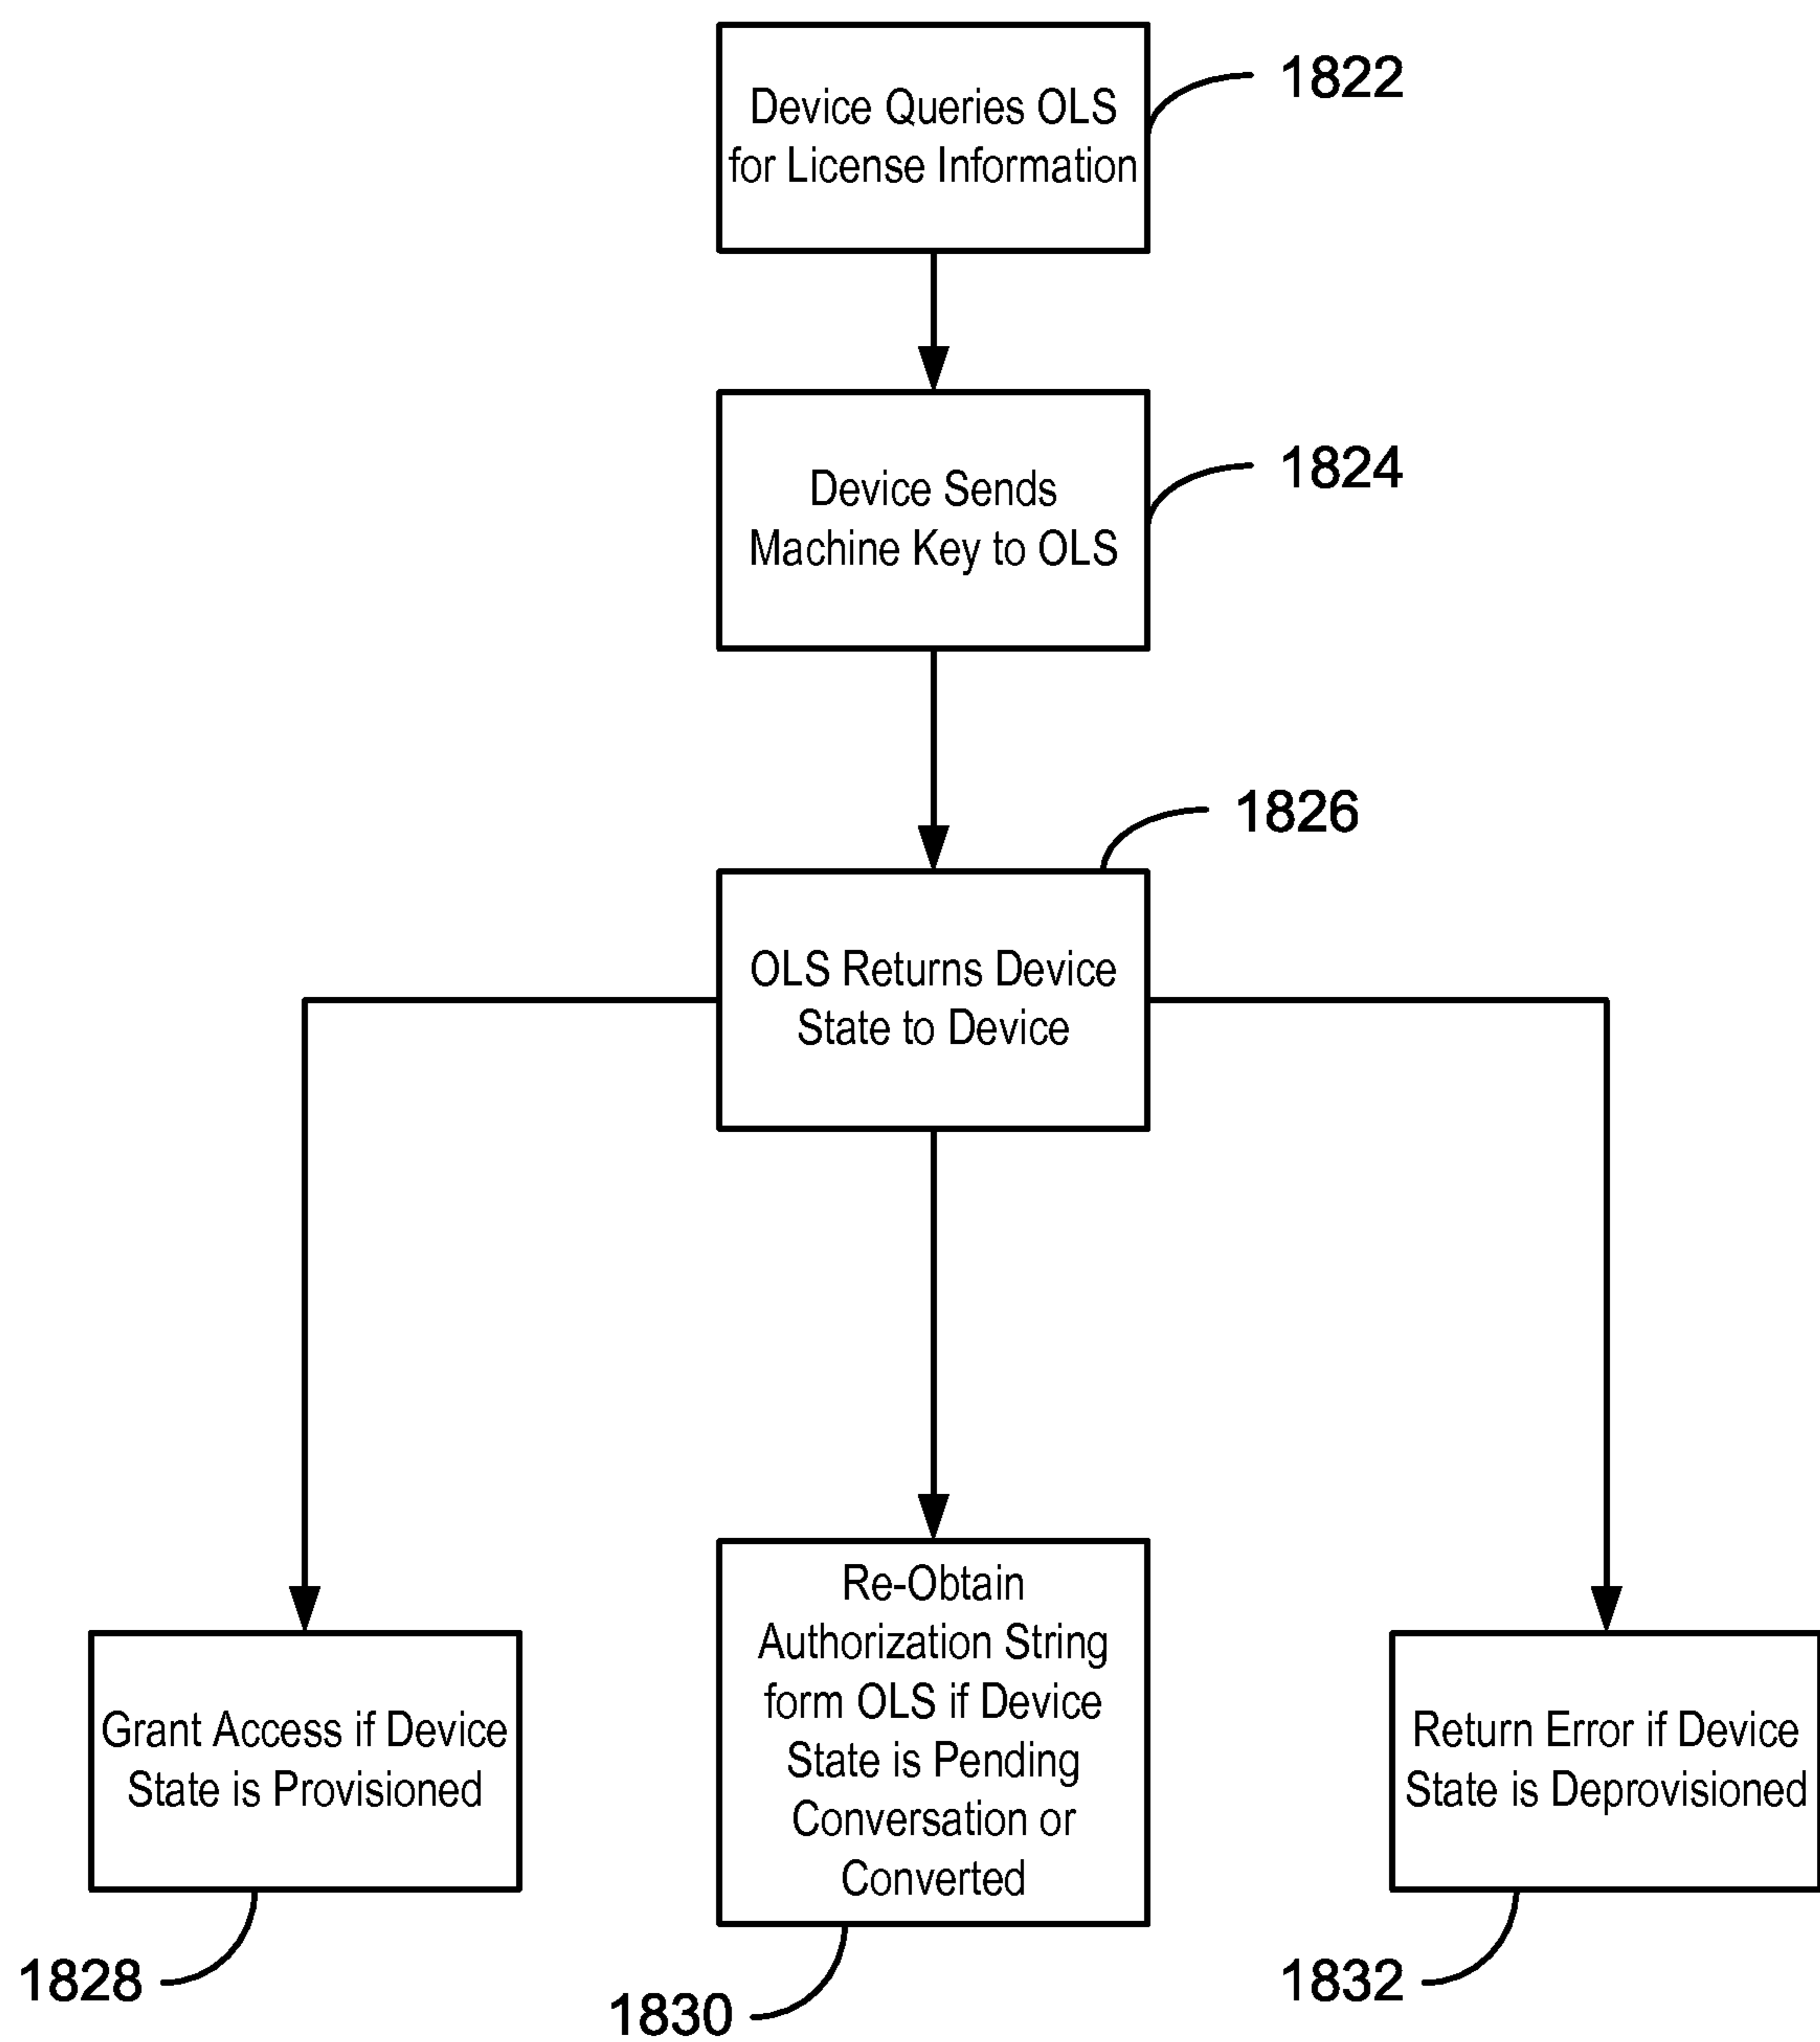 Device Queries OLS
for License Information
1822
Device Sends
Machine Key to OLS
1824
1826
OLS Returns Device
State to Device
Grant Access if Device
State is Provisioned
1828
Re-Obtain
Authorization String
form OLS if Device
State is Pending
Conversation or
Converted
1830
Return Error if Device
State is Deprovisioned
1832